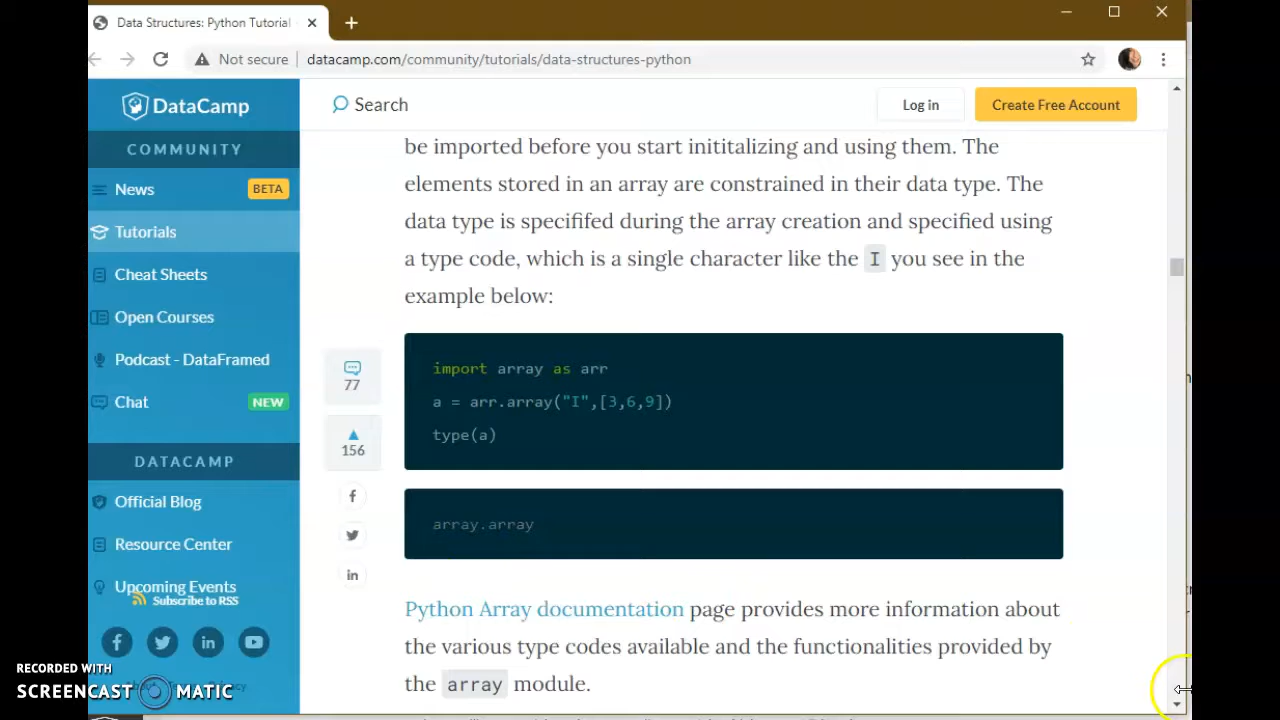 Data Structures: Python Tutorial
Not secure
datacamp.com/community/tutorials/data-structures-python
DataCamp
Search
Log in
Create Free Account
COMMUNITY
News
BETA
Tutorials
Cheat Sheets
Open Courses
Podcast - DataFramed
Chat
NEW
DATACAMP
Official Blog
Resource Center
Upcoming Events
Subscribe to RSS
77
156
be imported before you start inititalizing and using them. The
elements stored in an array are constrained in their data type. The
data type is specififed during the array creation and specified using
a type code, which is a single character like the I you see in the
example below:
import array as arr
a = arr.array("I",[3,6,9])
type(a)
array.array
Python Array documentation page provides more information about
the various type codes available and the functionalities provided by
the array module.
RECORDED WITH
SCREENCAST MATIC